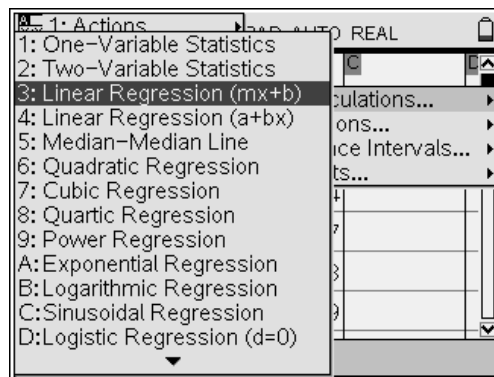 1: Actions
RAD AUTO REAL
1: One-Variable Statistics
2: Two-Variable Statistics
C
D
3: Linear Regression (mx+b)
culations...
4: Linear Regression (a+bx)
ons...
5: Median-Median Line
nce Intervals...
6: Quadratic Regression
ts...
7: Cubic Regression
8: Quartic Regression
9: Power Regression
A:Exponential Regression
B:Logarithmic Regression
C:Sinusoidal Regression
D:Logistic Regression (d=0)